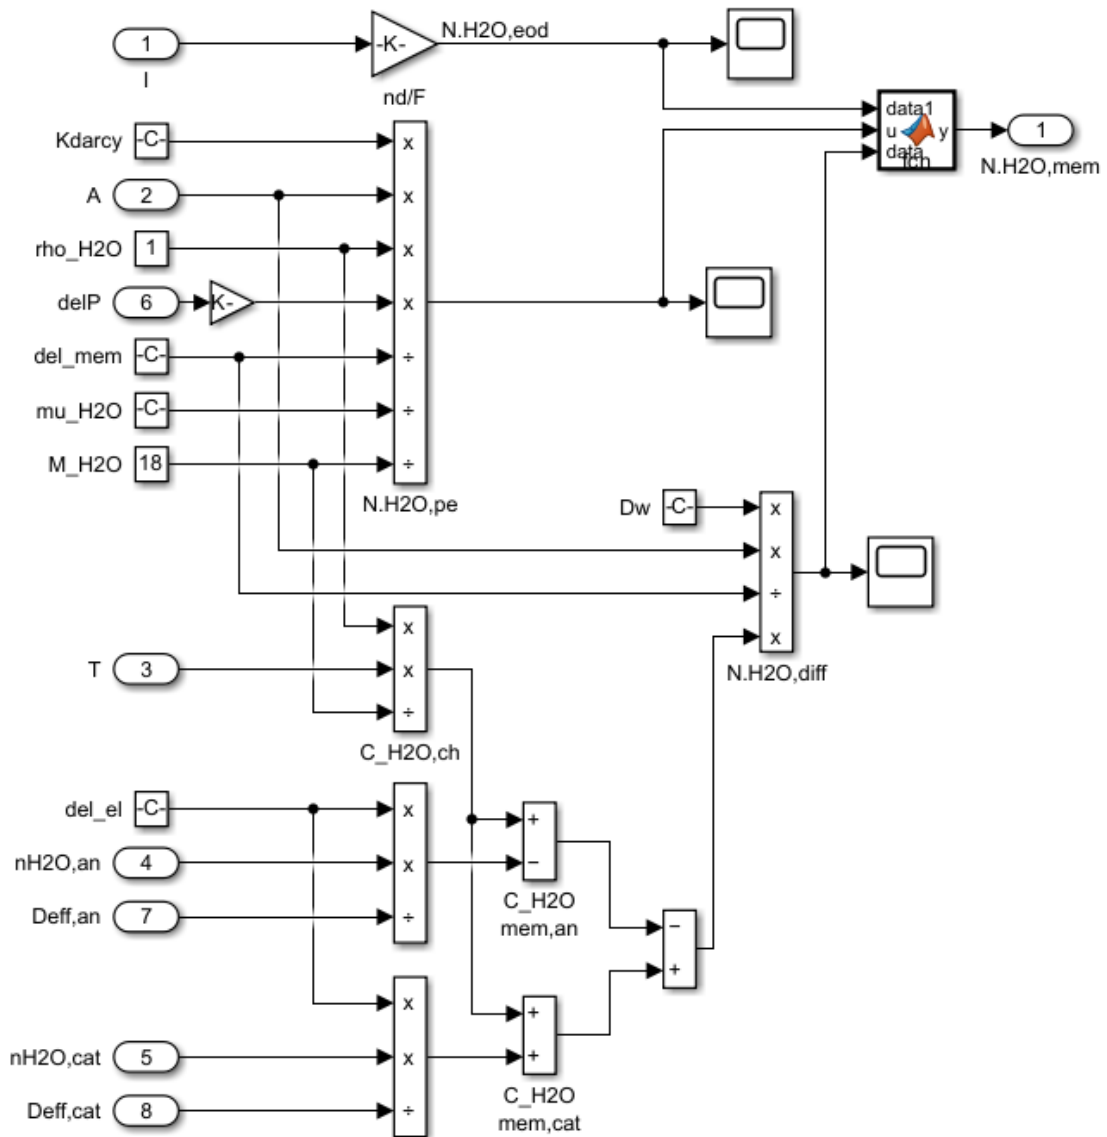 1
I
-K-
nd/F
N.H2O,eod
data1
u
y
data
fcn
1
N.H2O,mem
Kdarcy
-C-
x
A
2
x
rho_H2O
1
x
delP
6
K-
x
del_mem
-C-
÷
mu_H2O
-C-
÷
M_H2O
18
÷
N.H2O,pe
Dw
-C-
x
x
÷
x
N.H2O,diff
x
T
3
x
÷
C_H2O,ch
del_el
-C-
x
nH2O,an
4
x
Deff,an
7
÷
+
−
C_H2O
mem,an
−
+
x
nH2O,cat
5
x
Deff,cat
8
÷
+
+
C_H2O
mem,cat